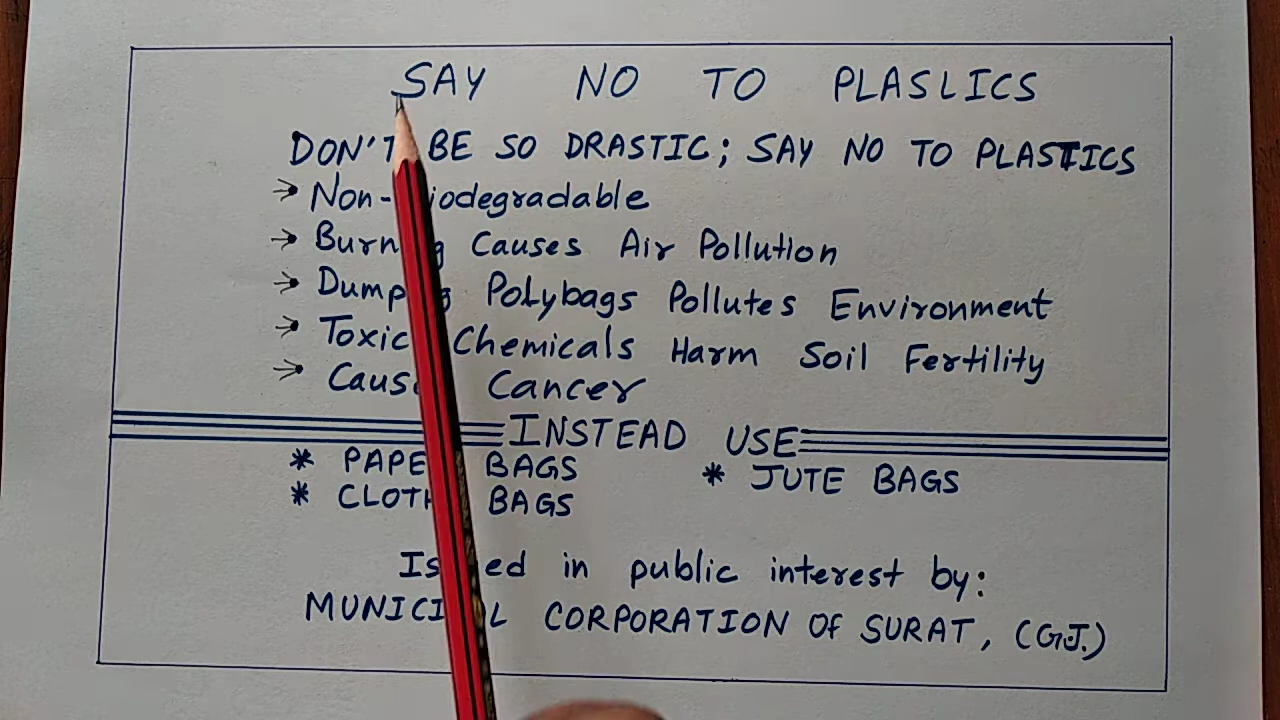 SAY NO TO PLASLICS
DON'T BE SO DRASTIC; SAY NO TO PLASTICS
→ Non-Biodegradable
→ Burning Causes Air Pollution
→ Dumping Polybags Pollutes Environment
→ Toxic Chemicals Harm Soil Fertility
→ Causes Cancer
INSTEAD USE
* PAPER BAGS * JUTE BAGS
* CLOTH BAGS
Issued in public interest by:
MUNICIPAL CORPORATION OF SURAT, (GJ.)